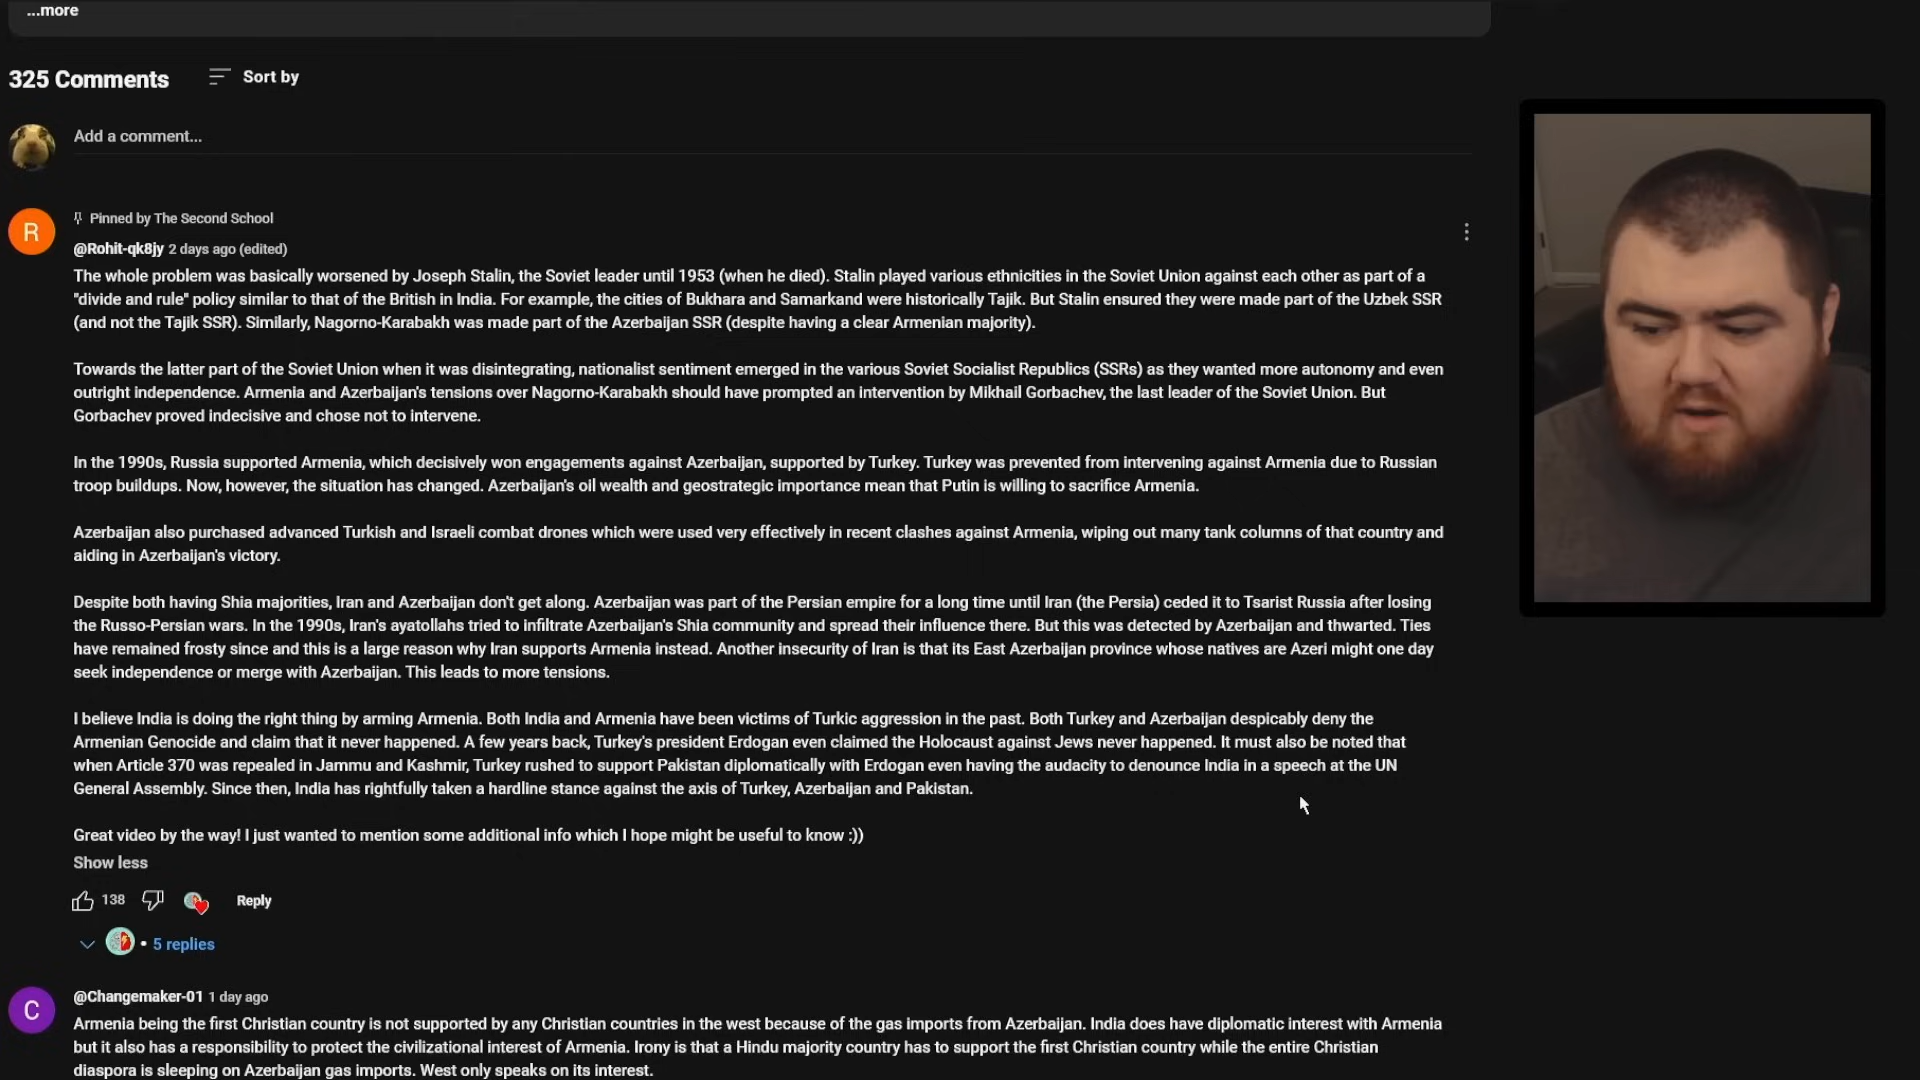 ...more
325 Comments
Sort by
Add a comment...
R
Pinned by The Second School
@Rohit-qk8jy 2 days ago (edited)
The whole problem was basically worsened by Joseph Stalin, the Soviet leader until 1953 (when he died). Stalin played various ethnicities in the Soviet Union against each other as part of a
"divide and rule" policy similar to that of the British in India. For example, the cities of Bukhara and Samarkand were historically Tajik. But Stalin ensured they were made part of the Uzbek SSR
(and not the Tajik SSR). Similarly, Nagorno-Karabakh was made part of the Azerbaijan SSR (despite having a clear Armenian majority).
Towards the latter part of the Soviet Union when it was disintegrating, nationalist sentiment emerged in the various Soviet Socialist Republics (SSRs) as they wanted more autonomy and even
outright independence. Armenia and Azerbaijan's tensions over Nagorno-Karabakh should have prompted an intervention by Mikhail Gorbachev, the last leader of the Soviet Union. But
Gorbachev proved indecisive and chose not to intervene.
In the 1990s, Russia supported Armenia, which decisively won engagements against Azerbaijan, supported by Turkey. Turkey was prevented from intervening against Armenia due to Russian
troop buildups. Now, however, the situation has changed. Azerbaijan's oil wealth and geostrategic importance mean that Putin is willing to sacrifice Armenia.
Azerbaijan also purchased advanced Turkish and Israeli combat drones which were used very effectively in recent clashes against Armenia, wiping out many tank columns of that country and
aiding in Azerbaijan's victory.
Despite both having Shia majorities, Iran and Azerbaijan don't get along. Azerbaijan was part of the Persian empire for a long time until Iran (the Persia) ceded it to Tsarist Russia after losing
the Russo-Persian wars. In the 1990s, Iran's ayatollahs tried to infiltrate Azerbaijan's Shia community and spread their influence there. But this was detected by Azerbaijan and thwarted. Ties
have remained frosty since and this is a large reason why Iran supports Armenia instead. Another insecurity of Iran is that its East Azerbaijan province whose natives are Azeri might one day
seek independence or merge with Azerbaijan. This leads to more tensions.
I believe India is doing the right thing by arming Armenia. Both India and Armenia have been victims of Turkic aggression in the past. Both Turkey and Azerbaijan despicably deny the
Armenian Genocide and claim that it never happened. A few years back, Turkey's president Erdogan even claimed the Holocaust against Jews never happened. It must also be noted that
when Article 370 was repealed in Jammu and Kashmir, Turkey rushed to support Pakistan diplomatically with Erdogan even having the audacity to denounce India in a speech at the UN
General Assembly. Since then, India has rightfully taken a hardline stance against the axis of Turkey, Azerbaijan and Pakistan.
Great video by the way! I just wanted to mention some additional info which I hope might be useful to know :))
Show less
138
Reply
• 5 replies
C
@Changemaker-01 1 day ago
Armenia being the first Christian country is not supported by any Christian countries in the west because of the gas imports from Azerbaijan. India does have diplomatic interest with Armenia
but it also has a responsibility to protect the civilizational interest of Armenia. Irony is that a Hindu majority country has to support the first Christian country while the entire Christian
diaspora is sleeping on Azerbaijan gas imports. West only speaks on its interest.